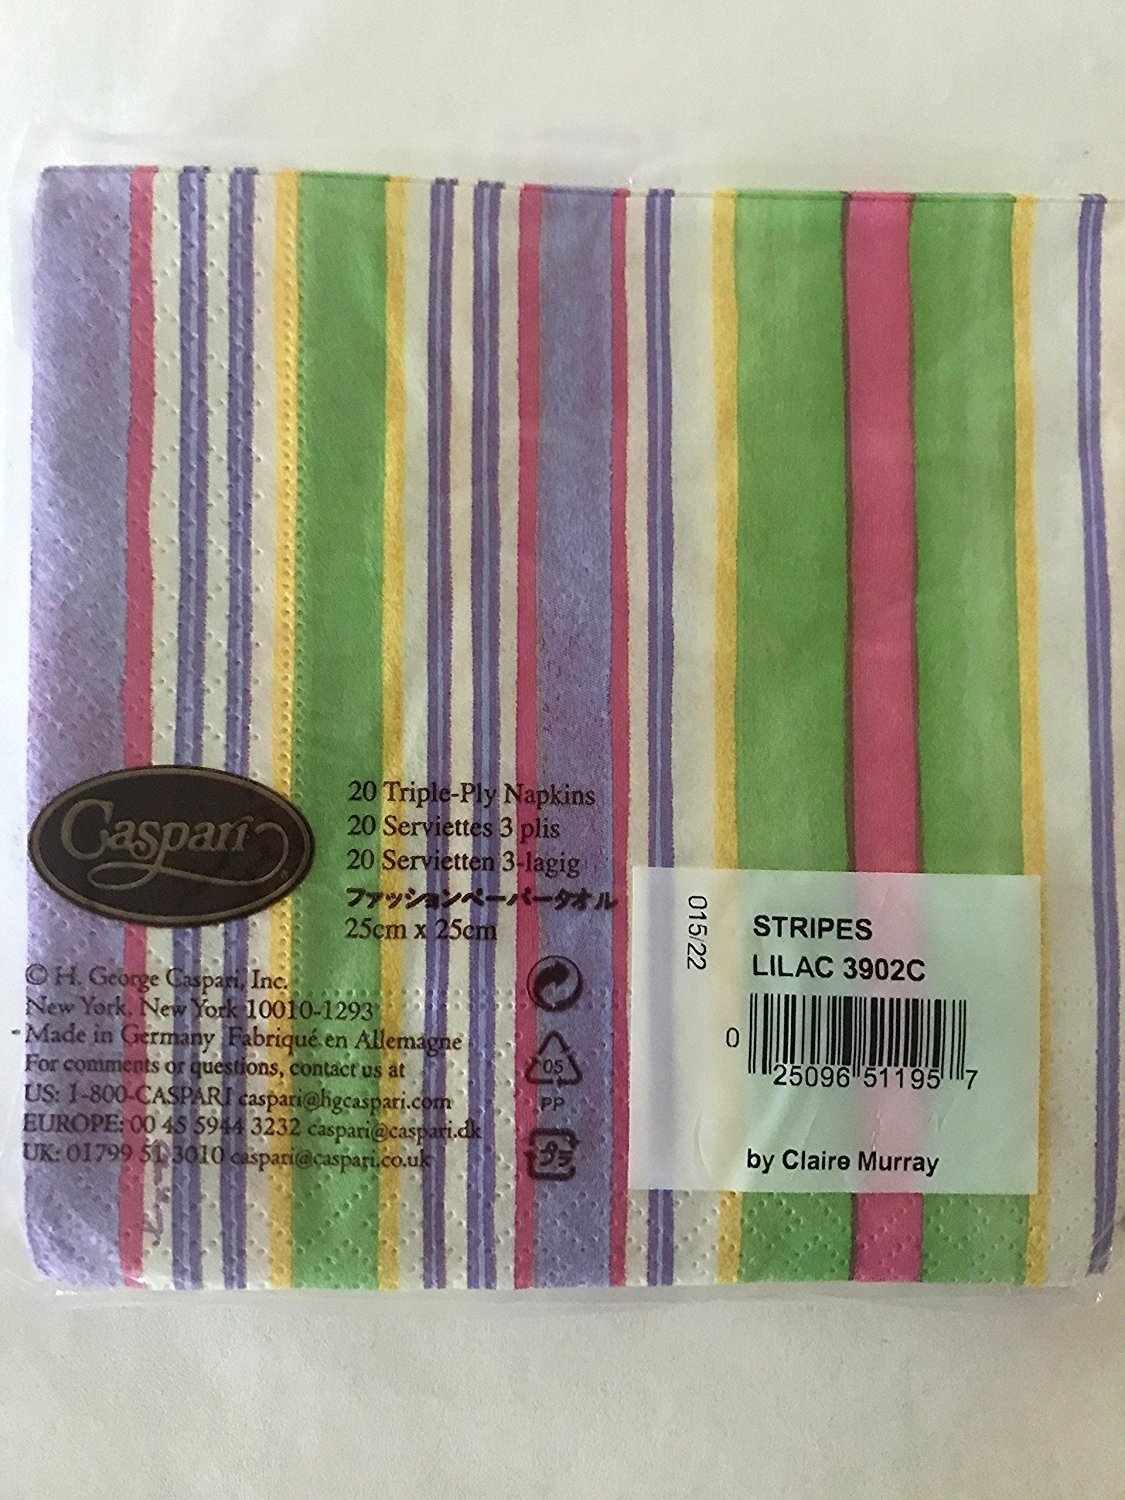 Caspari
20 Triple-Ply Napkins
20 Serviettes 3 plis
20 Servietten 3-lagig
ファッションペーパータオル
25cm x 25cm
© H. George Caspari, Inc.
New York, New York 10010-1293
Made in Germany Fabriqué en Allemagne
For comments or questions, contact us at
US: 1-800-CASPARI caspari@hgcaspari.com
EUROPE: 00 45 5944 3232 caspari@caspari.dk
UK: 01799 513010 caspari@caspari.co.uk
05
PP
プラ
015/22
STRIPES
LILAC 3902C
0 25096 51195 7
by Claire Murray